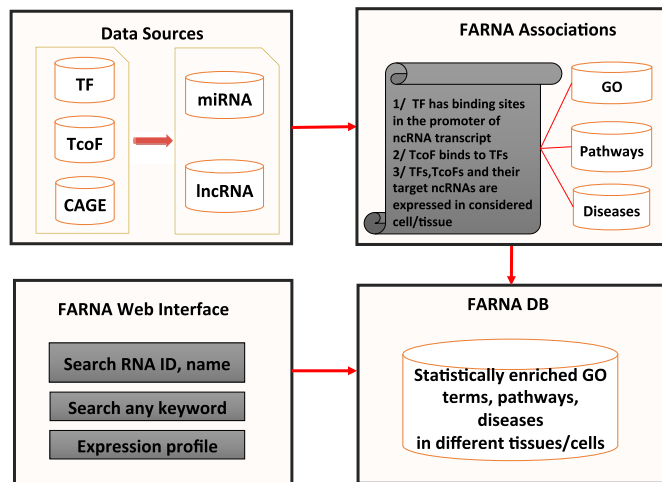 Data Sources
TF
TcoF
CAGE
miRNA
lncRNA
FARNA Associations
1/ TF has binding sites
in the promoter of
ncRNA transcript
2/ TcoF binds to TFs
3/ TFs,TcoFs and their
target ncRNAs are
expressed in considered
cell/tissue
GO
Pathways
Diseases
FARNA Web Interface
Search RNA ID, name
Search any keyword
Expression profile
FARNA DB
Statistically enriched GO
terms, pathways,
diseases
in different tissues/cells